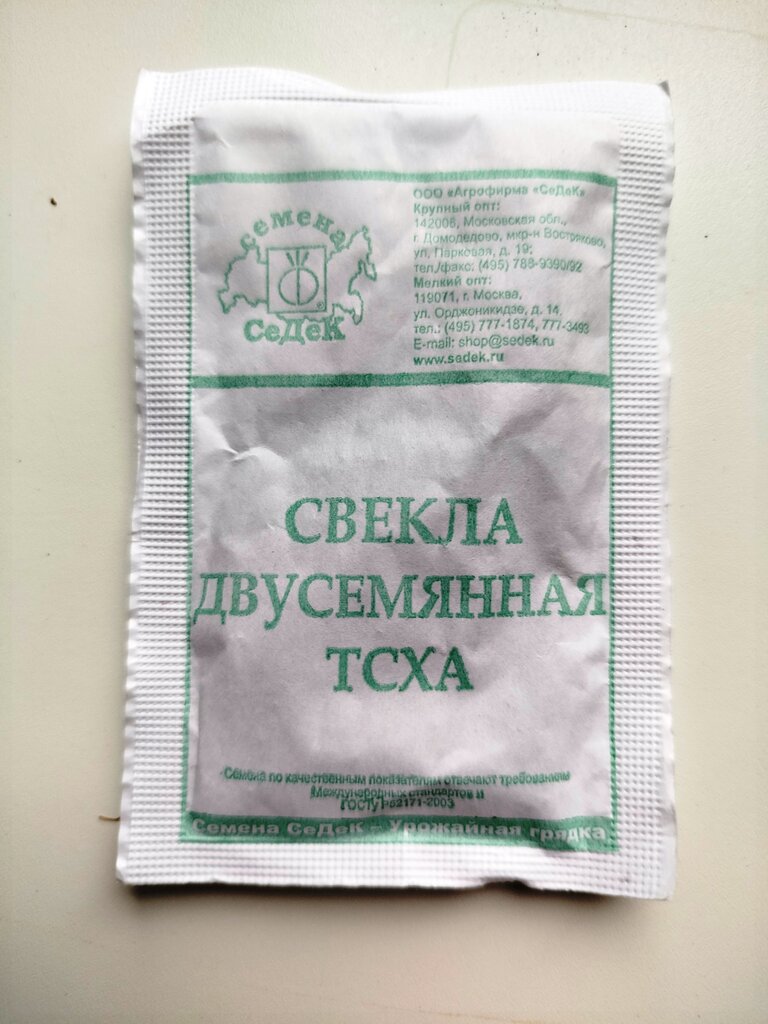 семена
СеДеК
ООО «Агрофирма «СеДеК»
Крупный опт:
142006, Московская обл.,
г. Домодедово, мкр-н Востряково,
ул. Парковая, д. 19;
тел./факс: (495) 788-9390/92
Мелкий опт:
119071, г. Москва,
ул. Орджоникидзе, д. 14,
тел.: (495) 777-1874, 777-3493
E-mail: shop@sedek.ru
www.sedek.ru
СВЕКЛА
ДВУСЕМЯННАЯ
ТСХА
Семена по качественным показателям отвечают требованиям
Международных стандартов и
ГОСТУ Р52171-2003
Семена СеДеК - Урожайная грядка